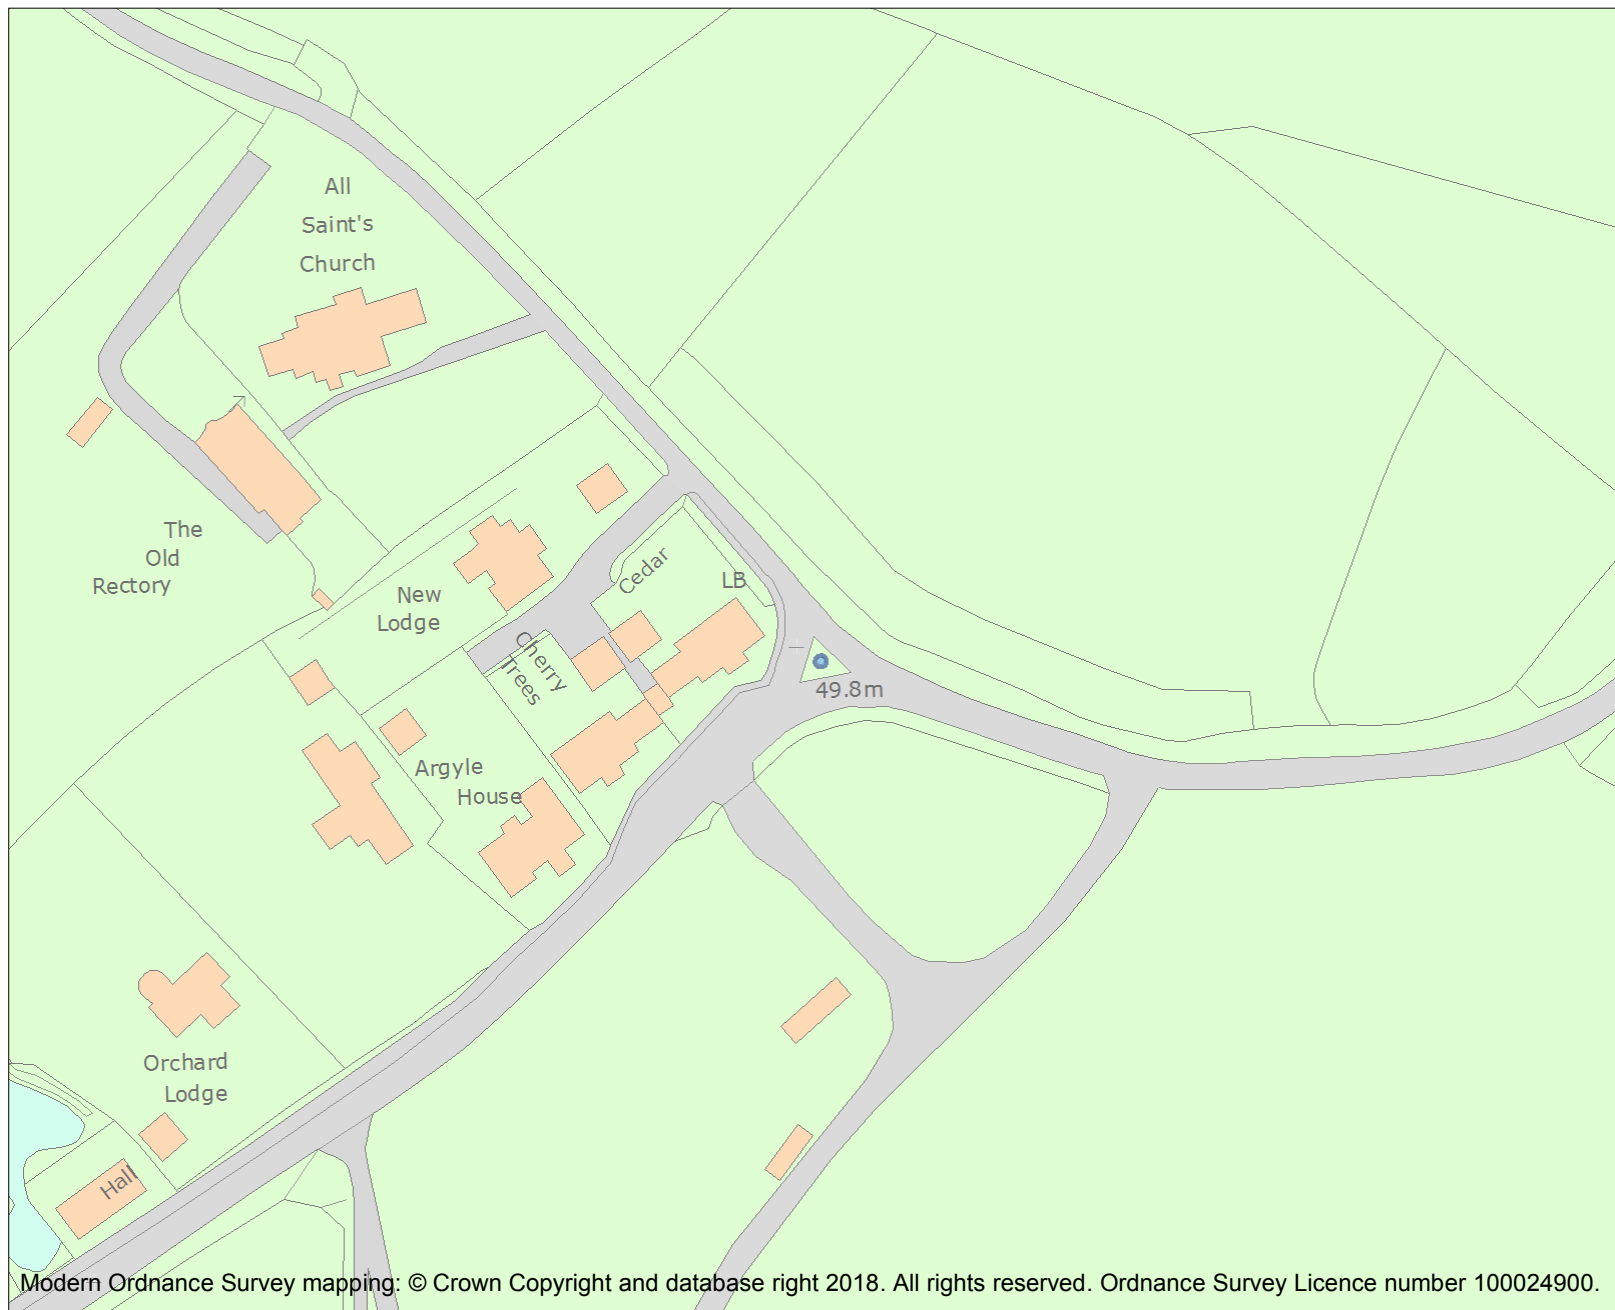 All
Saint's
Church
The
Old
Rectory
New
Lodge
Cedar
LB
Cherry
Trees
49.8m
Argyle
House
Orchard
Lodge
Hall
Modern Ordnance Survey mapping: © Crown Copyright and database right 2018. All rights reserved. Ordnance Survey Licence number 100024900.